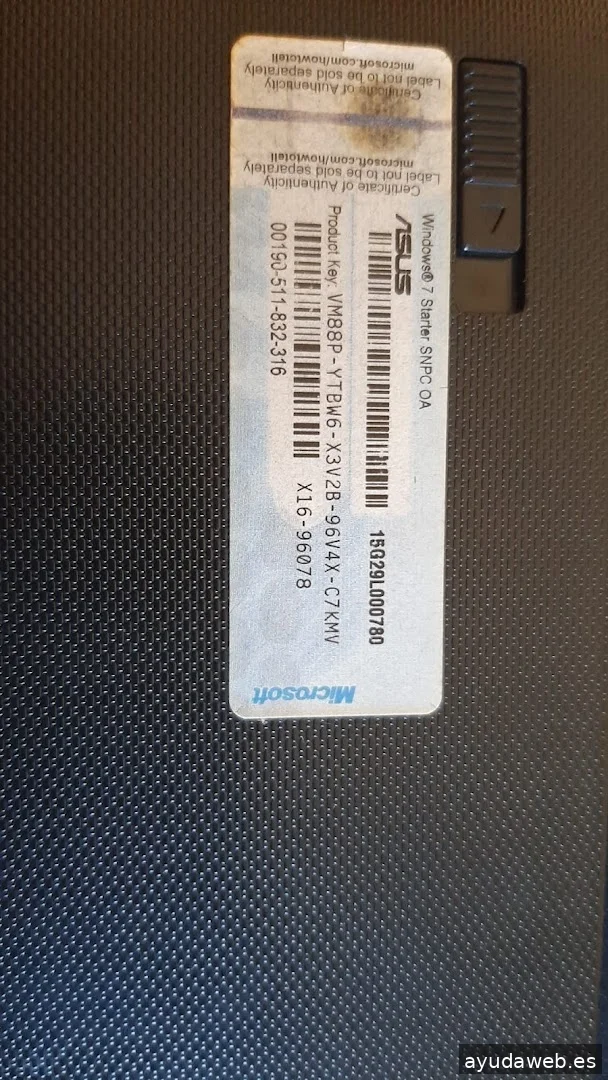 Windows® 7 Starter SNPC OA
ASUS
15G29L000780
Product Key: VM88P-YTBW6-X3V2B-96V4X-C7KMV
X16-96078
00190-511-832-316
Certificate of Authenticity
Label not to be sold separately
microsoft.com/howtotell
Certificate of Authenticity
Label not to be sold separately
microsoft.com/howtotell
Microsoft
ayudaweb.es